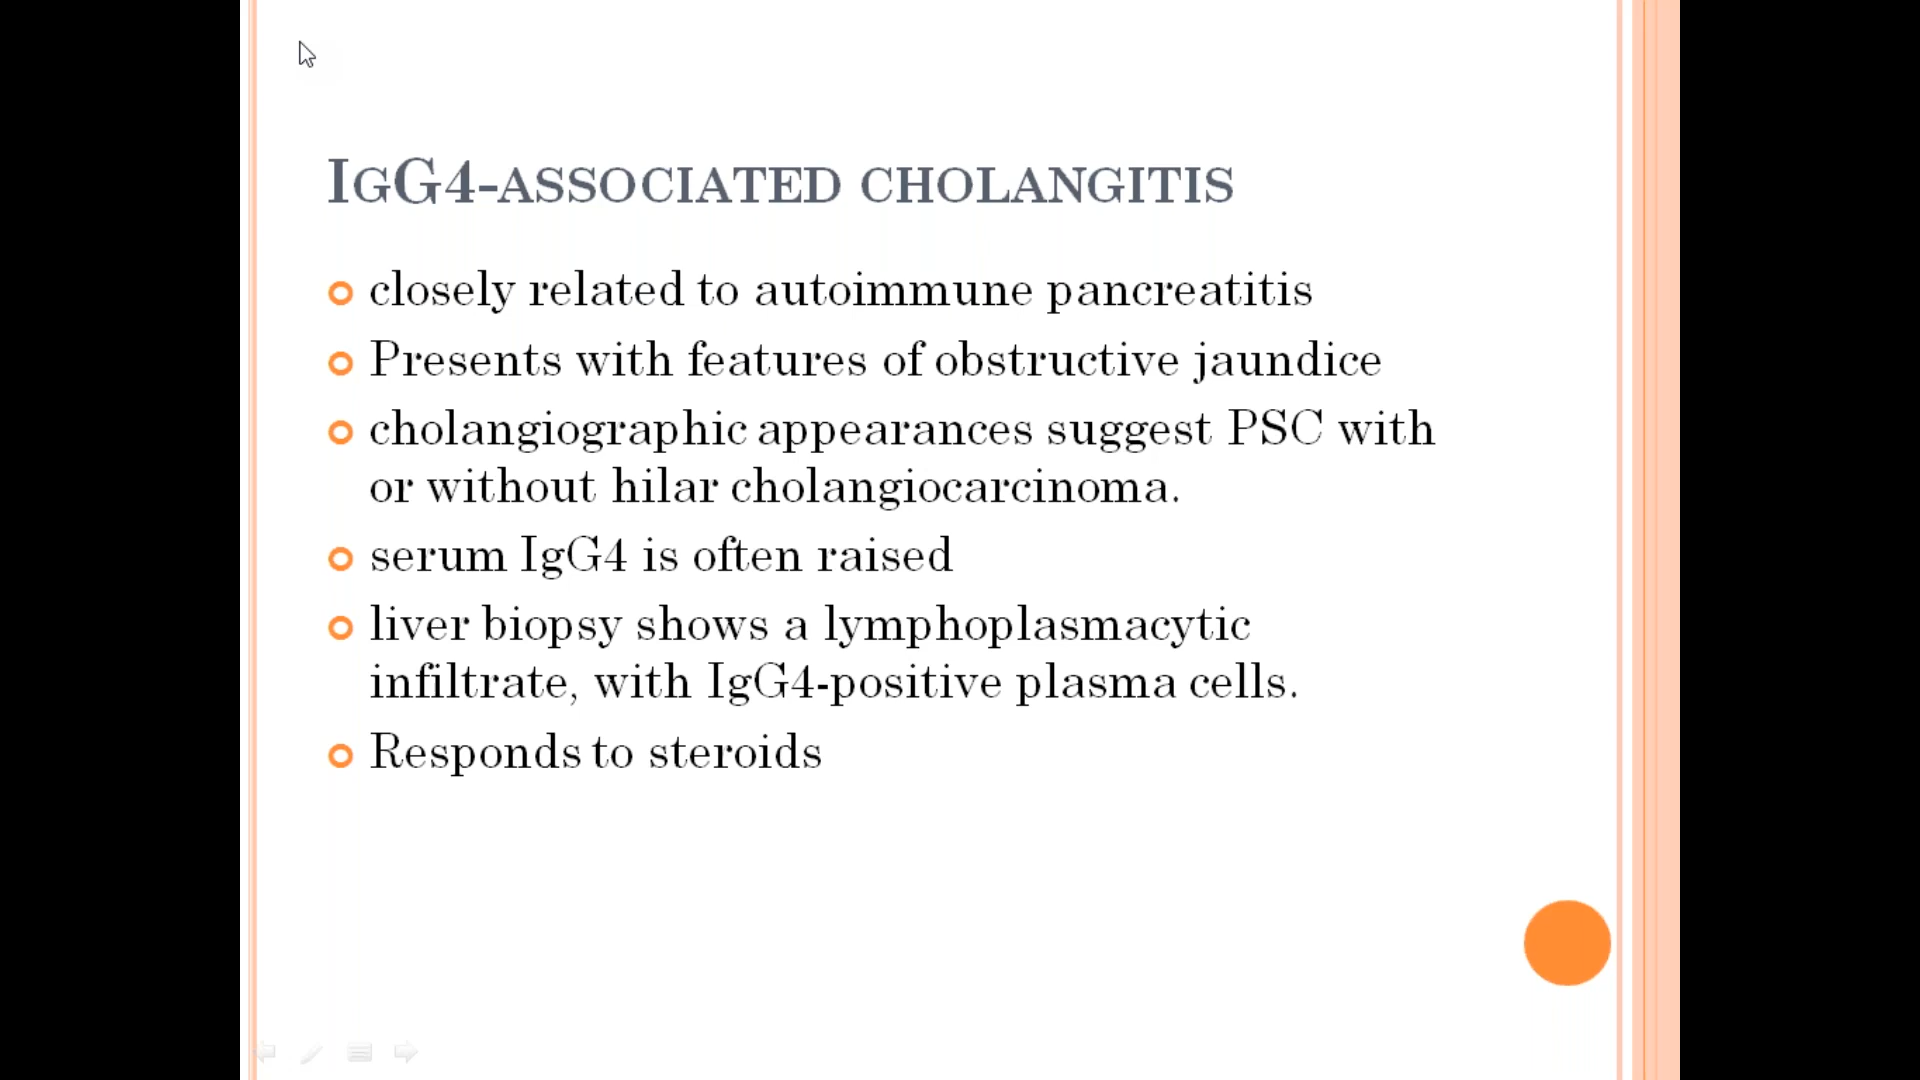 IgG4-ASSOCIATED CHOLANGITIS
closely related to autoimmune pancreatitis
Presents with features of obstructive jaundice
cholangiographic appearances suggest PSC with
or without hilar cholangiocarcinoma.
serum IgG4 is often raised
liver biopsy shows a lymphoplasmacytic
infiltrate, with IgG4-positive plasma cells.
Responds to steroids